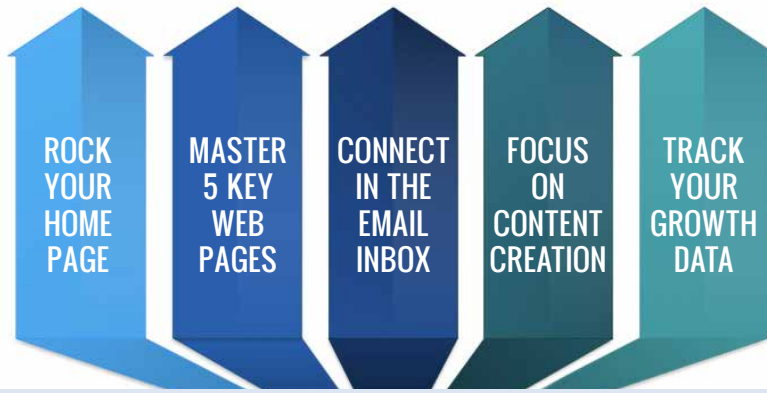 ROCK
YOUR
HOME
PAGE
MASTER
5 KEY
WEB
PAGES
CONNECT
IN THE
EMAIL
INBOX
FOCUS
ON
CONTENT
CREATION
TRACK
YOUR
GROWTH
DATA